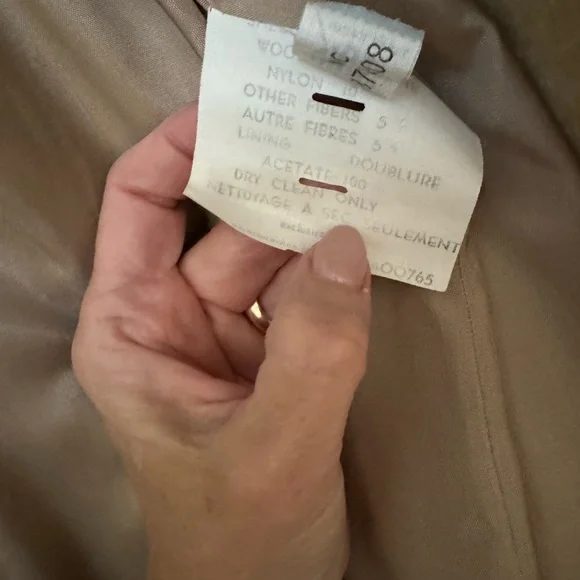 WOO
NYLON 10
OTHER FIBERS 5
AUTRE FIBRES 5
LINING DOUBLURE
ACETATE 100
DRY CLEAN ONLY
NETTOYAGE A SEC SEULEMENT
00765
3708